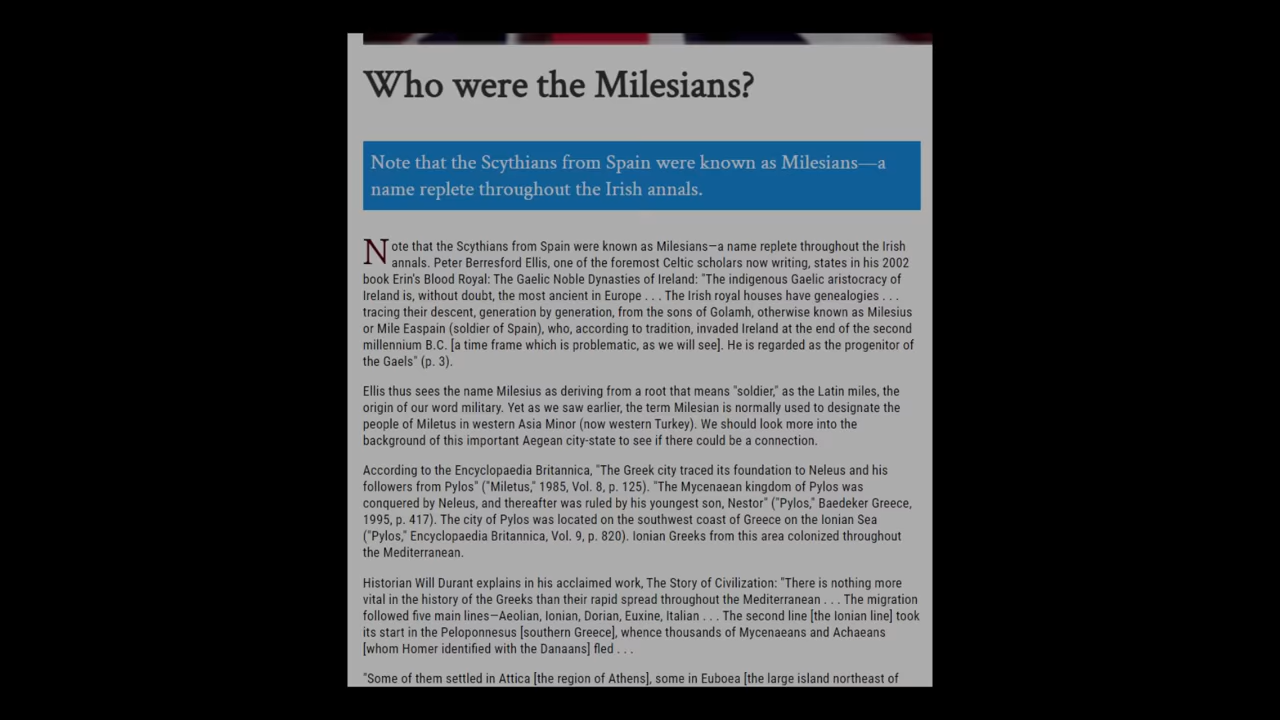 Who were the Milesians?
Note that the Scythians from Spain were known as Milesians—a
name replete throughout the Irish annals.
Note that the Scythians from Spain were known as Milesians—a name replete throughout the Irish
annals. Peter Berresford Ellis, one of the foremost Celtic scholars now writing, states in his 2002
book Erin's Blood Royal: The Gaelic Noble Dynasties of Ireland: "The indigenous Gaelic aristocracy of
Ireland is, without doubt, the most ancient in Europe . . . The Irish royal houses have genealogies . . .
tracing their descent, generation by generation, from the sons of Golamh, otherwise known as Milesius
or Mile Easpain (soldier of Spain), who, according to tradition, invaded Ireland at the end of the second
millennium B.C. [a time frame which is problematic, as we will see]. He is regarded as the progenitor of
the Gaels" (p. 3).
Ellis thus sees the name Milesius as deriving from a root that means "soldier," as the Latin miles, the
origin of our word military. Yet as we saw earlier, the term Milesian is normally used to designate the
people of Miletus in western Asia Minor (now western Turkey). We should look more into the
background of this important Aegean city-state to see if there could be a connection.
According to the Encyclopaedia Britannica, "The Greek city traced its foundation to Neleus and his
followers from Pylos" ("Miletus," 1985, Vol. 8, p. 125). "The Mycenaean kingdom of Pylos was
conquered by Neleus, and thereafter was ruled by his youngest son, Nestor" ("Pylos," Baedeker Greece,
1995, p. 417). The city of Pylos was located on the southwest coast of Greece on the Ionian Sea
("Pylos," Encyclopaedia Britannica, Vol. 9, p. 820). Ionian Greeks from this area colonized throughout
the Mediterranean.
Historian Will Durant explains in his acclaimed work, The Story of Civilization: "There is nothing more
vital in the history of the Greeks than their rapid spread throughout the Mediterranean . . . The migration
followed five main lines—Aeolian, Ionian, Dorian, Euxine, Italian . . . The second line [the Ionian line] took
its start in the Peloponnesus [southern Greece], whence thousands of Mycenaeans and Achaeans
[whom Homer identified with the Danaans] fled . . .
"Some of them settled in Attica [the region of Athens], some in Euboea [the large island northeast of